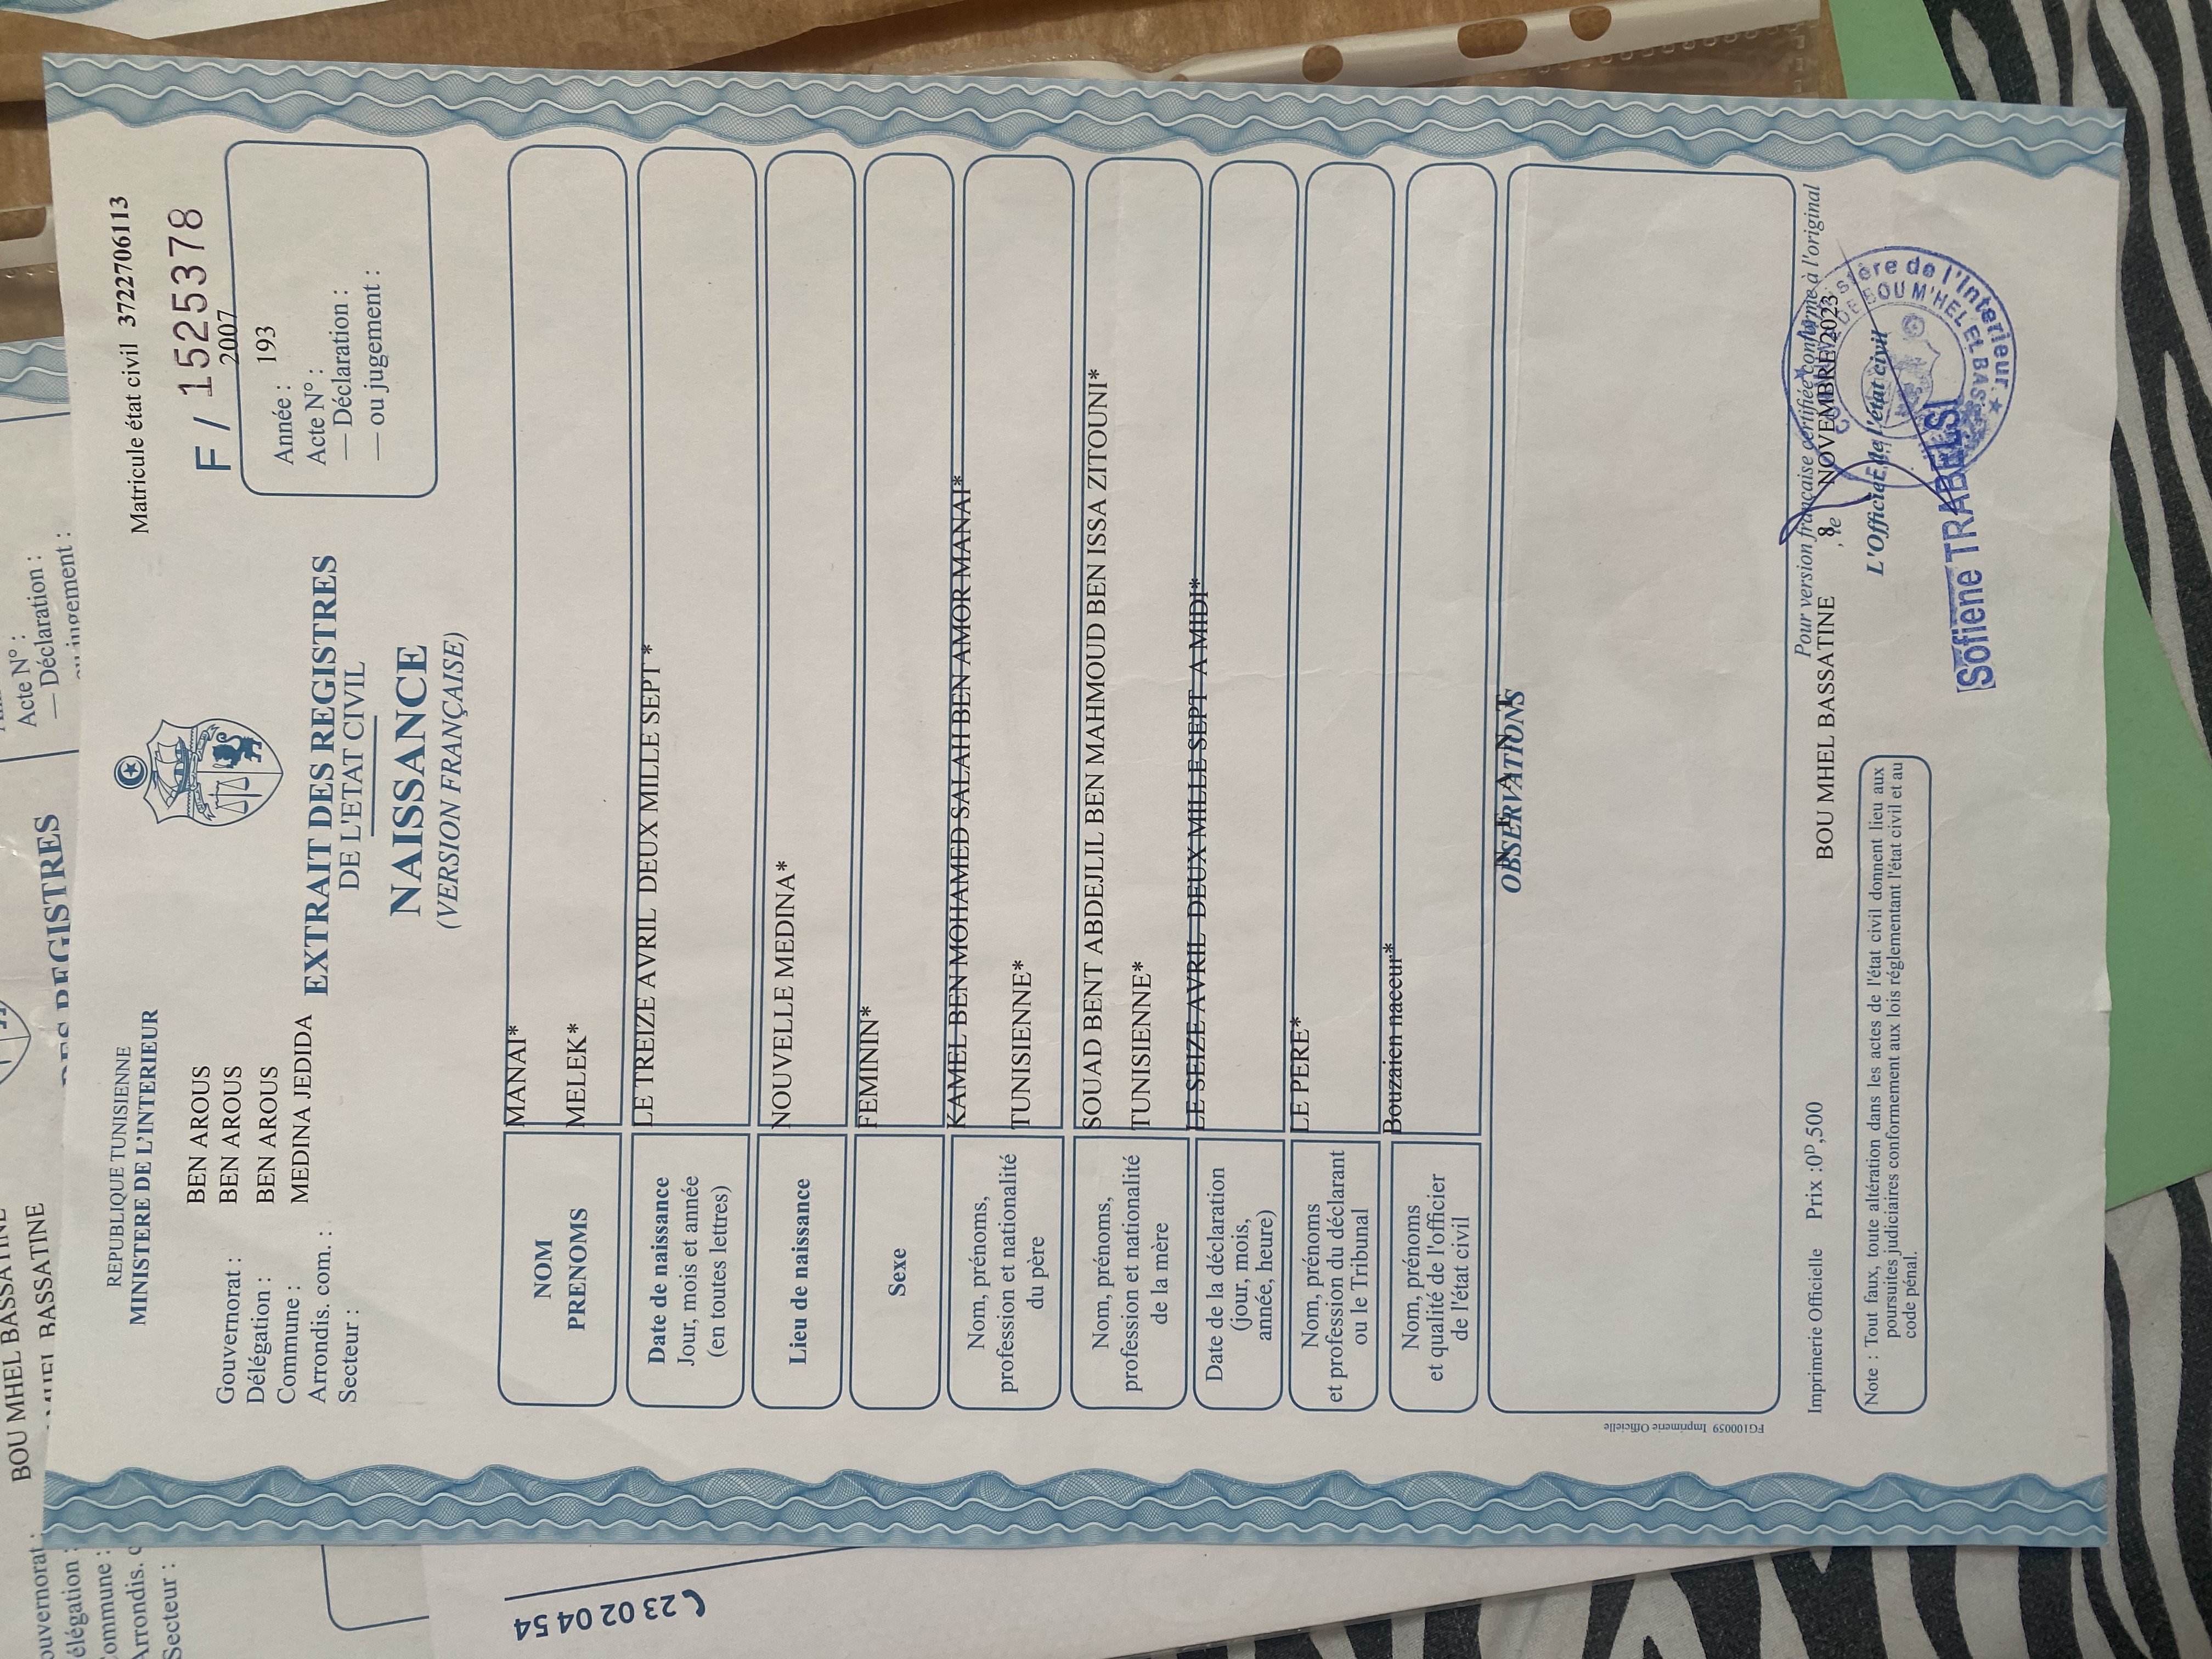 REPUBLIQUE TUNISIENNE
MINISTERE DE L'INTERIEUR
Matricule état civil 3722706113
F / 1525378
Gouvernorat : BEN AROUS
Délégation : BEN AROUS
Commune : BEN AROUS
Arrondis. com. : MEDINA JEDIDA
Secteur :
2007
Année : 193
Acte N° :
— Déclaration :
— ou jugement :
EXTRAIT DES REGISTRES
DE L'ETAT CIVIL
NAISSANCE
(VERSION FRANÇAISE)
NOM MANAI*
PRENOMS MELEK*
Date de naissance
Jour, mois et année
(en toutes lettres)
LE TREIZE AVRIL DEUX MILLE SEPT *
Lieu de naissance
NOUVELLE MEDINA*
Sexe
FEMININ*
Nom, prénoms,
profession et nationalité
du père
KAMEL BEN MOHAMED SALAH BEN AMOR MANAI*
TUNISIENNE*
Nom, prénoms,
profession et nationalité
de la mère
SOUAD BENT ABDEJLIL BEN MAHMOUD BEN ISSA ZITOUNI*
TUNISIENNE*
Date de la déclaration
(jour, mois,
année, heure)
LE SEIZE AVRIL DEUX MILLE SEPT A MIDI*
Nom, prénoms
et profession du déclarant
ou le Tribunal
LE PERE*
Nom, prénoms
et qualité de l'officier
de l'état civil
Bouzaien naceur*
OBSERVATIONS
N E A N T
FG100059 Imprimerie Officielle
Imprimerie Officielle Prix :0ᴰ,500
Pour version française certifiée conforme à l'original
BOU MHEL BASSATINE , le 8 NOVEMBRE 2023
L'Officier de l'état civil
Sofiene TRABELSI
Note : Tout faux, toute altération dans les actes de l'état civil donnent lieu aux
poursuites judiciaires conformement aux lois réglementant l'état civil et au
code pénal.
Acte N° :
— Déclaration :
ou jugement :
DES REGISTRES
BOU MHEL BASSATINE
BASSATINE
Secteur :
23 02 04 54